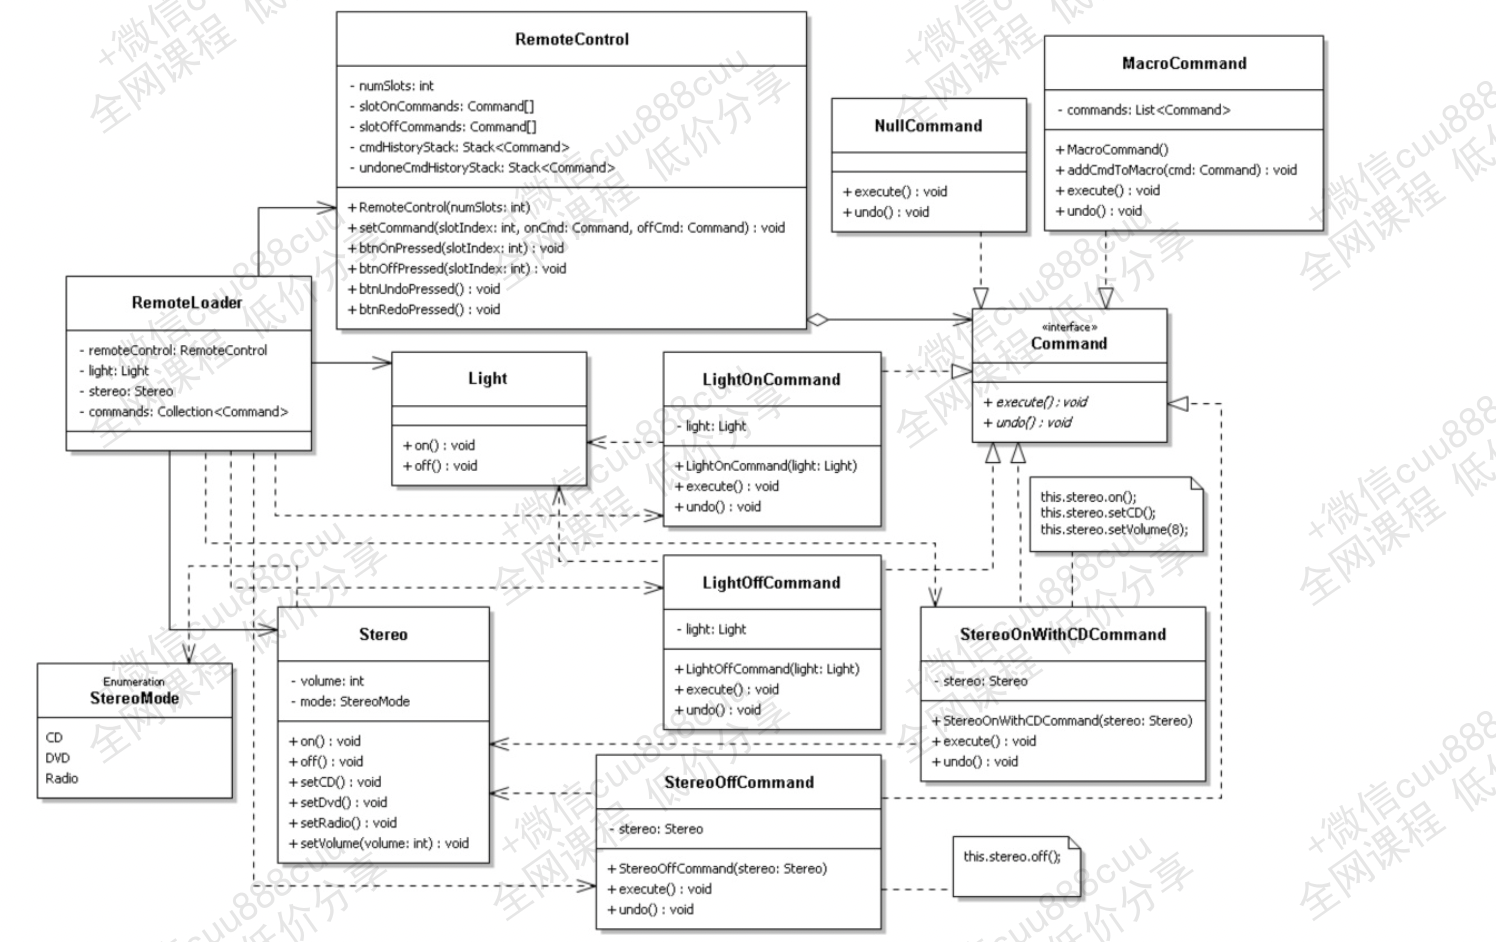 RemoteControl
- numSlots: int
- slotOnCommands: Command[]
- slotOffCommands: Command[]
- cmdHistoryStack: Stack<Command>
- undoneCmdHistoryStack: Stack<Command>
+ RemoteControl(numSlots: int)
+ setCommand(slotIndex: int, onCmd: Command, offCmd: Command) : void
+ btnOnPressed(slotIndex: int) : void
+ btnOffPressed(slotIndex: int) : void
+ btnUndoPressed() : void
+ btnRedoPressed() : void
NullCommand
+ execute() : void
+ undo() : void
MacroCommand
- commands: List<Command>
+ MacroCommand()
+ addCmdToMacro(cmd: Command) : void
+ execute() : void
+ undo() : void
RemoteLoader
- remoteControl: RemoteControl
- light: Light
- stereo: Stereo
- commands: Collection<Command>
Light
+ on() : void
+ off() : void
LightOnCommand
- light: Light
+ LightOnCommand(light: Light)
+ execute() : void
+ undo() : void
«interface»
Command
+ execute() : void
+ undo() : void
this.stereo.on();
this.stereo.setCD();
this.stereo.setVolume(8);
LightOffCommand
- light: Light
+ LightOffCommand(light: Light)
+ execute() : void
+ undo() : void
StereoOnWithCDCommand
- stereo: Stereo
+ StereoOnWithCDCommand(stereo: Stereo)
+ execute() : void
+ undo() : void
Enumeration
StereoMode
CD
DVD
Radio
Stereo
- volume: int
- mode: StereoMode
+ on() : void
+ off() : void
+ setCD() : void
+ setDvd() : void
+ setRadio() : void
+ setVolume(volume: int) : void
StereoOffCommand
- stereo: Stereo
+ StereoOffCommand(stereo: Stereo)
+ execute() : void
+ undo() : void
this.stereo.off();
+微信cuu888cuu
全网课程 低价分享